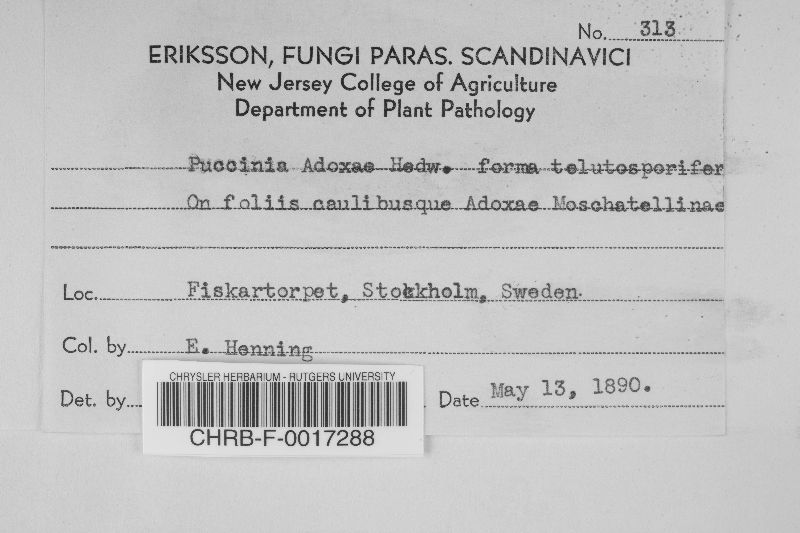 No. 313
ERIKSSON, FUNGI PARAS. SCANDINAVICI
New Jersey College of Agriculture
Department of Plant Pathology
Puccinia Adoxae Hedw. forma telutosporifer
On foliis caulibusque Adoxae Moschatellinae
Loc. Fiskartorpet, Stockholm, Sweden.
Col. by E. Henning
Det. by
Date May 13, 1890.
CHRYSLER HERBARIUM - RUTGERS UNIVERSITY
CHRB-F-0017288